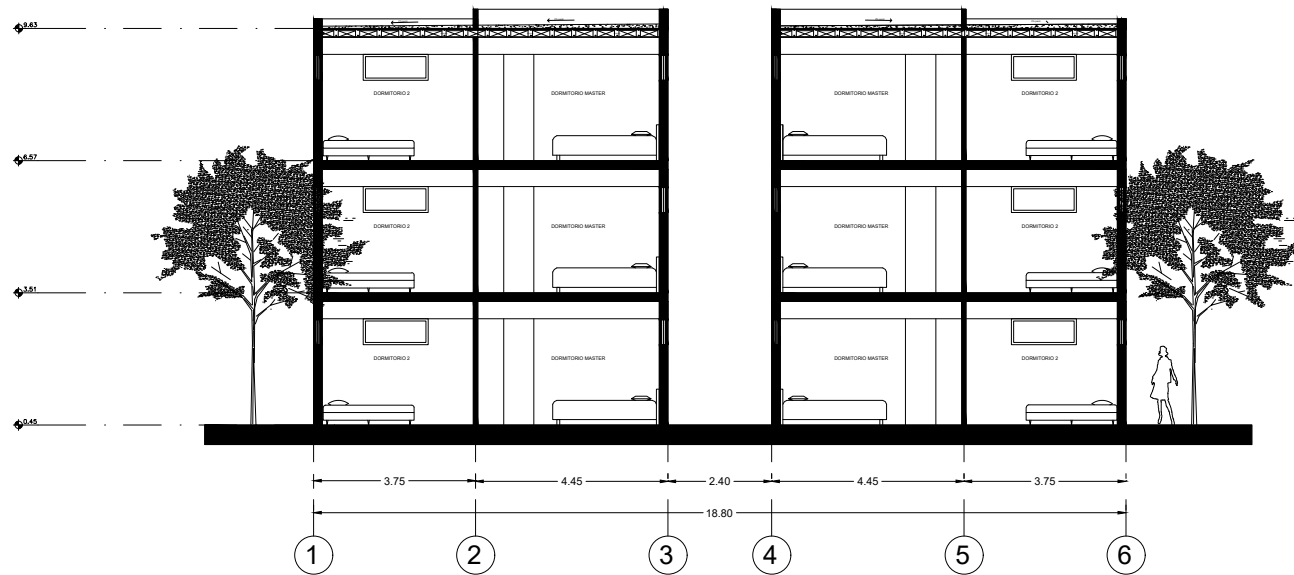 9.63
DORMITORIO 2
DORMITORIO MASTER
DORMITORIO MASTER
DORMITORIO 2
6.57
DORMITORIO 2
DORMITORIO MASTER
DORMITORIO MASTER
DORMITORIO 2
3.51
DORMITORIO 2
DORMITORIO MASTER
DORMITORIO MASTER
DORMITORIO 2
0.45
3.75 4.45 2.40 4.45 3.75
18.80
1 2 3 4 5 6